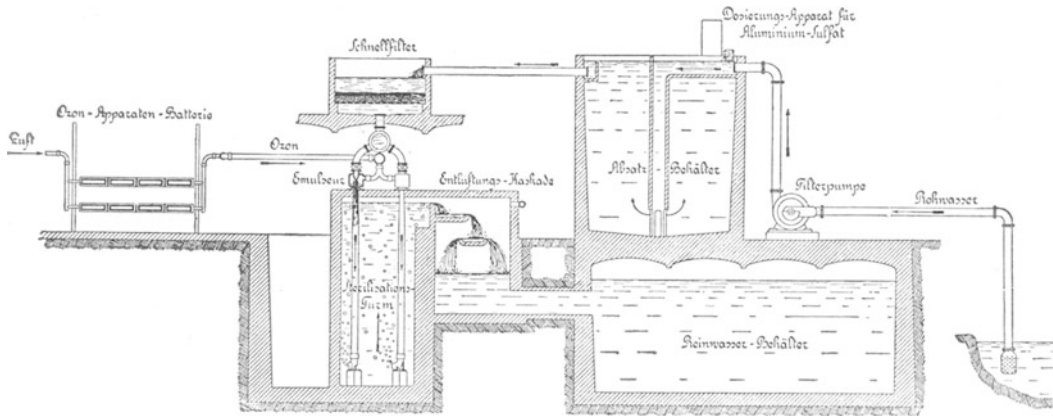 Dosierungs-Apparat für
Aluminium-Sulfat
Schnellfilter
Ozon-Apparaten-Batterie
Luft
Ozon
Emulseur
Entlüftungs-Kaskade
Absatz-Behälter
Filterpumpe
Rohwasser
Sterilisations-
Turm
Reinwasser-Behälter